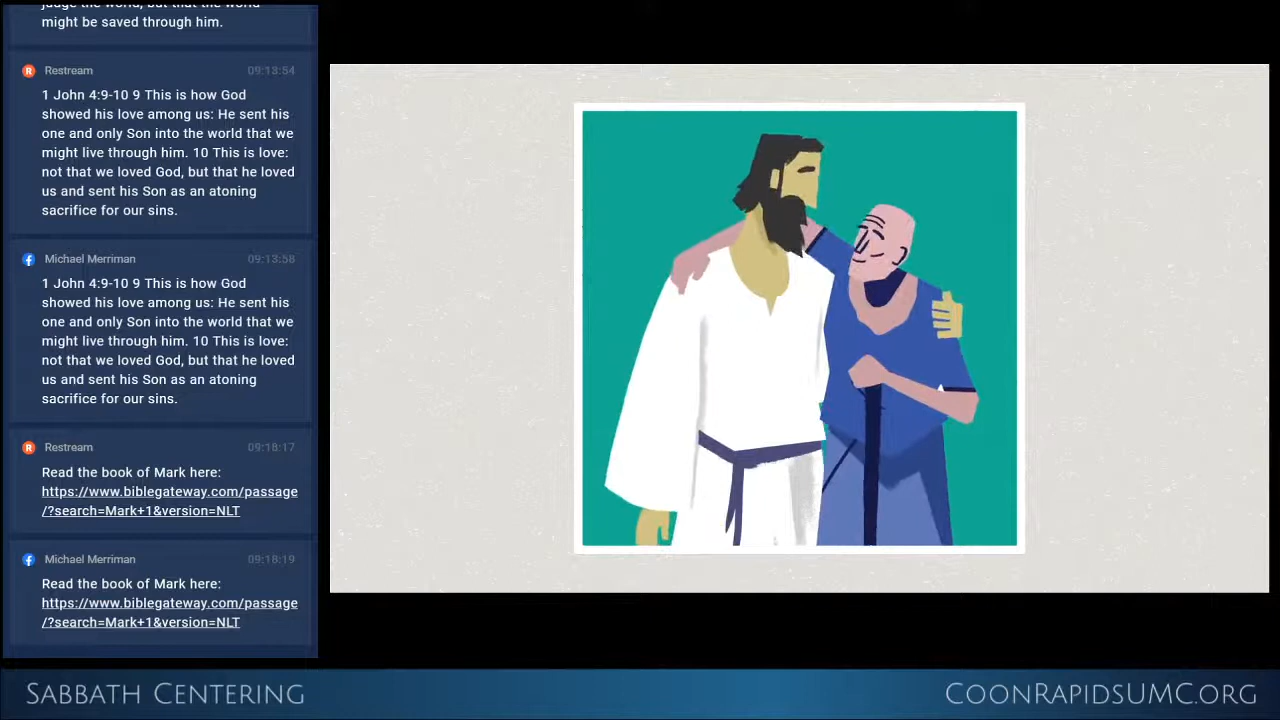 judge the world, but that the world
might be saved through him.
Restream 09:13:54
1 John 4:9-10 9 This is how God
showed his love among us: He sent his
one and only Son into the world that we
might live through him. 10 This is love:
not that we loved God, but that he loved
us and sent his Son as an atoning
sacrifice for our sins.
Michael Merriman 09:13:58
1 John 4:9-10 9 This is how God
showed his love among us: He sent his
one and only Son into the world that we
might live through him. 10 This is love:
not that we loved God, but that he loved
us and sent his Son as an atoning
sacrifice for our sins.
Restream 09:18:17
Read the book of Mark here:
https://www.biblegateway.com/passage
/?search=Mark+1&version=NLT
Michael Merriman 09:18:19
Read the book of Mark here:
https://www.biblegateway.com/passage
/?search=Mark+1&version=NLT
Sabbath Centering
CoonRapidsUMC.org